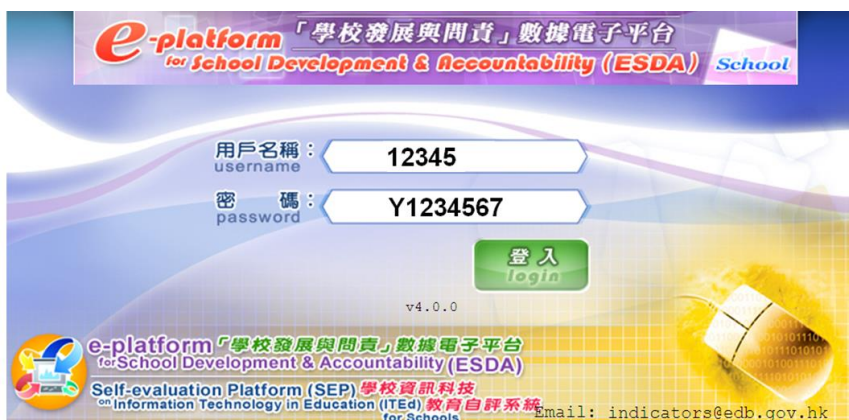 e-platform「學校發展與問責」數據電子平台
for School Development & Accountability (ESDA) School
用戶名稱：
username
12345
密 碼：
password
Y1234567
登入
login
v4.0.0
e-platform「學校發展與問責」數據電子平台
for School Development & Accountability (ESDA)
Self-evaluation Platform (SEP) 學校資訊科技
on Information Technology in Education (ITEd) 教育自評系統
for Schools
Email: indicators@edb.gov.hk